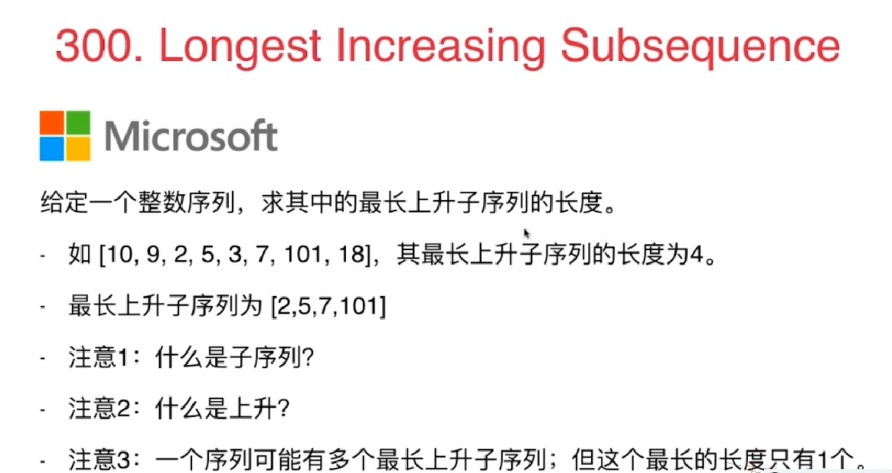 300. Longest Increasing Subsequence
Microsoft
给定一个整数序列，求其中的最长上升子序列的长度。
- 如 [10, 9, 2, 5, 3, 7, 101, 18]，其最长上升子序列的长度为4。
- 最长上升子序列为 [2,5,7,101]
- 注意1：什么是子序列？
- 注意2：什么是上升？
- 注意3：一个序列可能有多个最长上升子序列；但这个最长的长度只有1个。